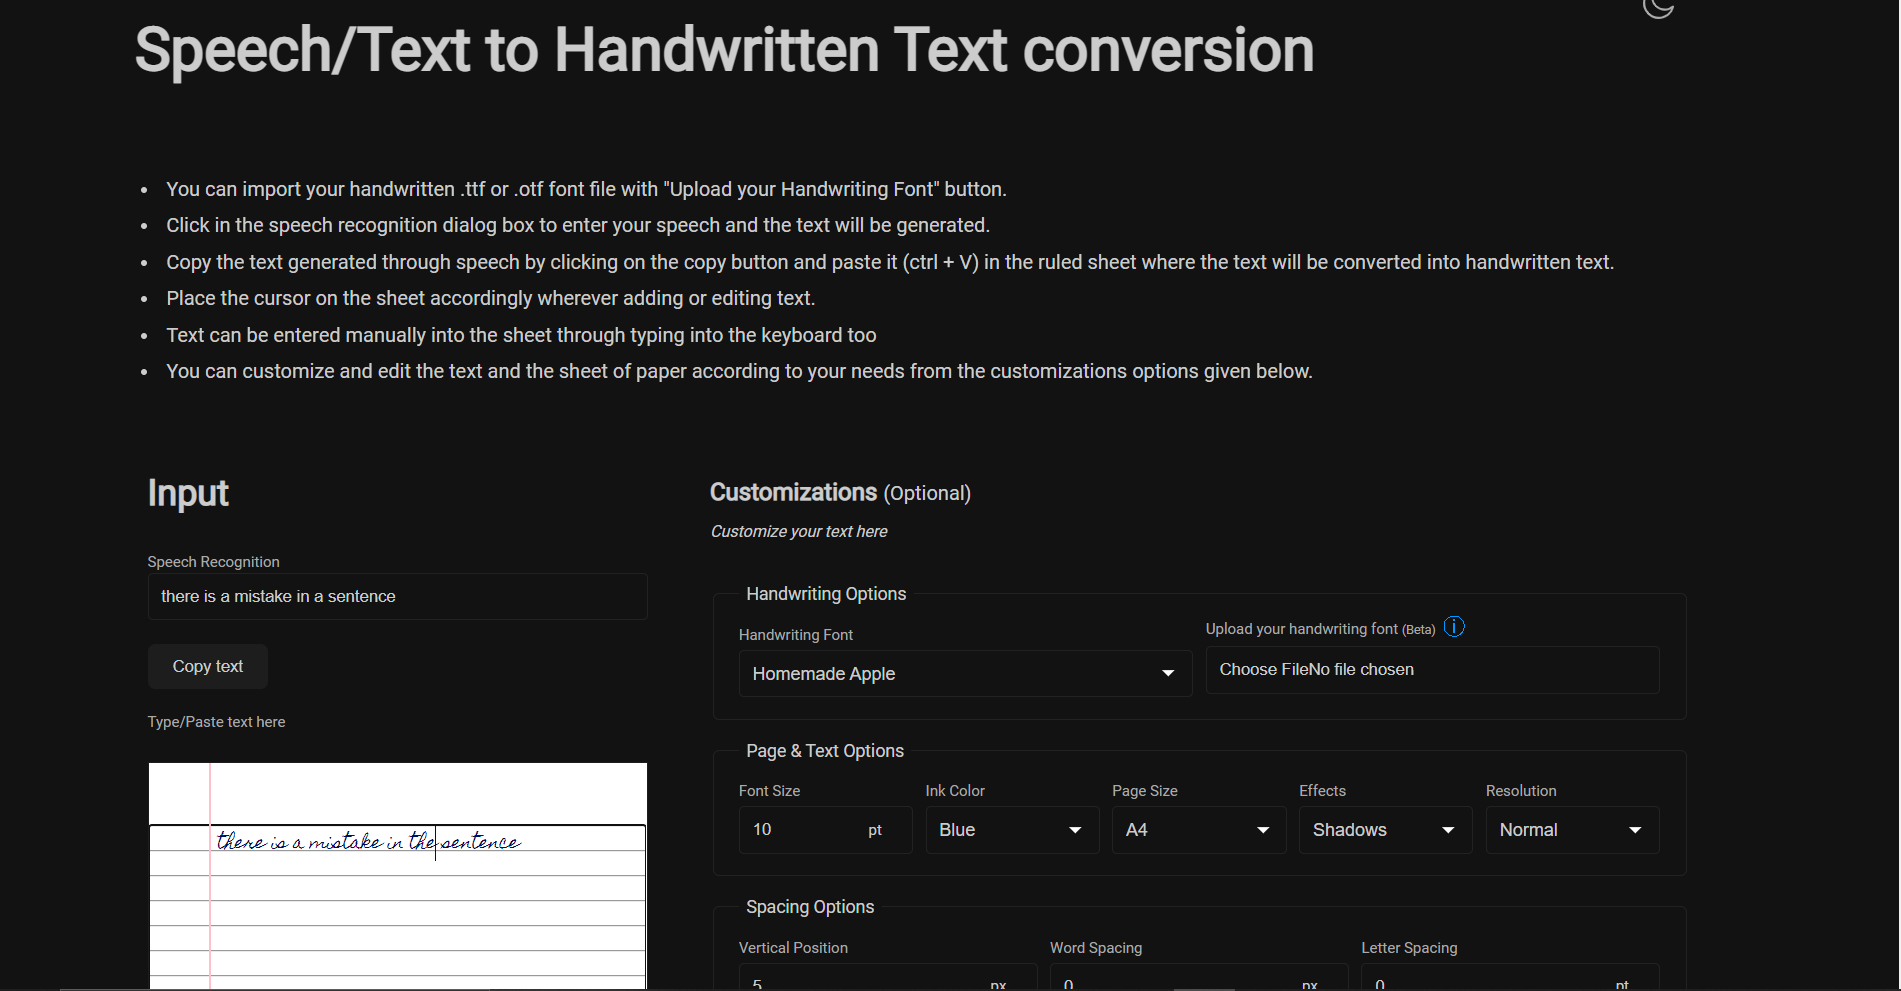 Speech/Text to Handwritten Text conversion
• You can import your handwritten .ttf or .otf font file with "Upload your Handwriting Font" button.
• Click in the speech recognition dialog box to enter your speech and the text will be generated.
• Copy the text generated through speech by clicking on the copy button and paste it (ctrl + V) in the ruled sheet where the text will be converted into handwritten text.
• Place the cursor on the sheet accordingly wherever adding or editing text.
• Text can be entered manually into the sheet through typing into the keyboard too
• You can customize and edit the text and the sheet of paper according to your needs from the customizations options given below.
Input
Speech Recognition
there is a mistake in a sentence
Copy text
Type/Paste text here
there is a mistake in the sentence
Customizations (Optional)
Customize your text here
Handwriting Options
Handwriting Font
Homemade Apple
Upload your handwriting font (Beta)
Choose FileNo file chosen
Page & Text Options
Font Size
10 pt
Ink Color
Blue
Page Size
A4
Effects
Shadows
Resolution
Normal
Spacing Options
Vertical Position
5 px
Word Spacing
0 px
Letter Spacing
0 pt